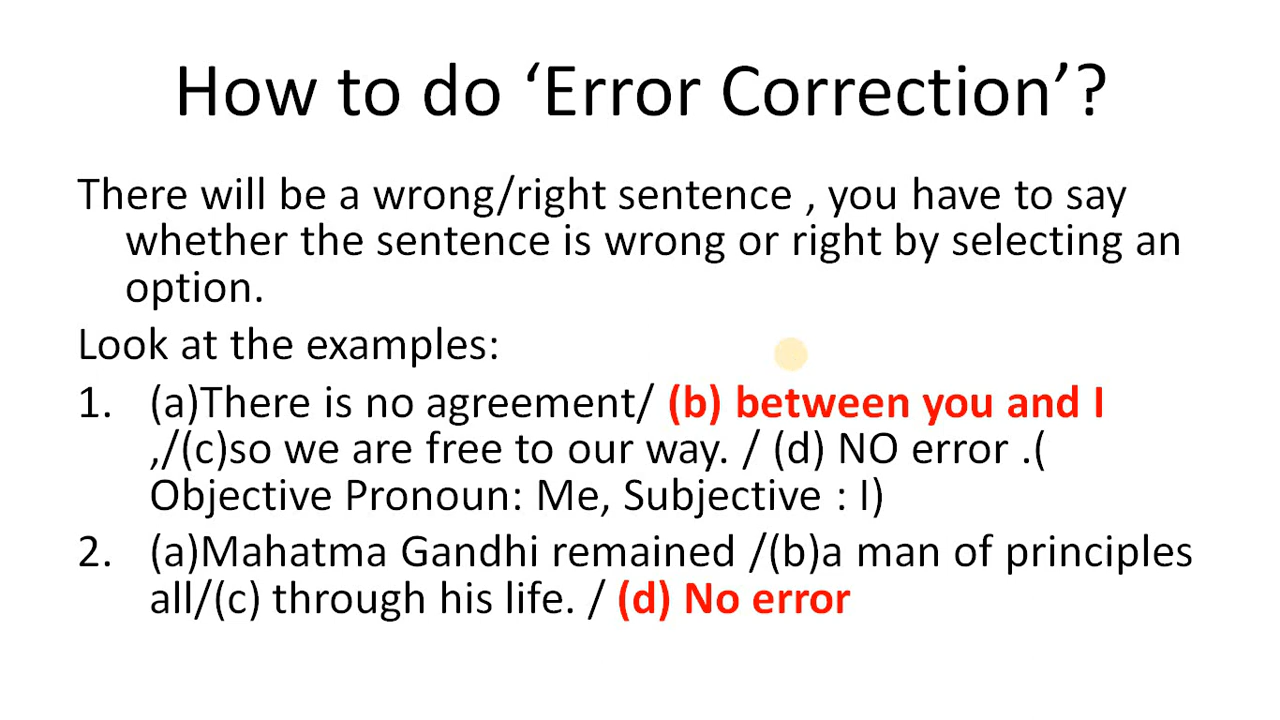 How to do ‘Error Correction’?
There will be a wrong/right sentence , you have to say
whether the sentence is wrong or right by selecting an
option.
Look at the examples:
1. (a)There is no agreement/ (b) between you and I
,/(c)so we are free to our way. / (d) NO error .(
Objective Pronoun: Me, Subjective : I)
2. (a)Mahatma Gandhi remained /(b)a man of principles
all/(c) through his life. / (d) No error